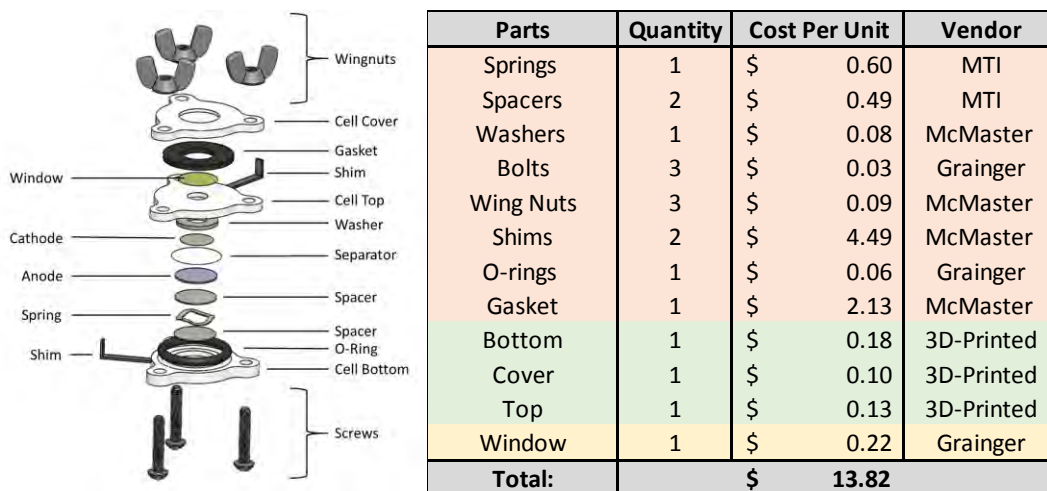 Wingnuts
Cell Cover
Gasket
Window
Shim
Cell Top
Washer
Cathode
Separator
Anode
Spacer
Spring
Spacer
Shim
O-Ring
Cell Bottom
Screws
Parts Quantity Cost Per Unit Vendor
Springs 1 $ 0.60 MTI
Spacers 2 $ 0.49 MTI
Washers 1 $ 0.08 McMaster
Bolts 3 $ 0.03 Grainger
Wing Nuts 3 $ 0.09 McMaster
Shims 2 $ 4.49 McMaster
O-rings 1 $ 0.06 Grainger
Gasket 1 $ 2.13 McMaster
Bottom 1 $ 0.18 3D-Printed
Cover 1 $ 0.10 3D-Printed
Top 1 $ 0.13 3D-Printed
Window 1 $ 0.22 Grainger
Total: $ 13.82